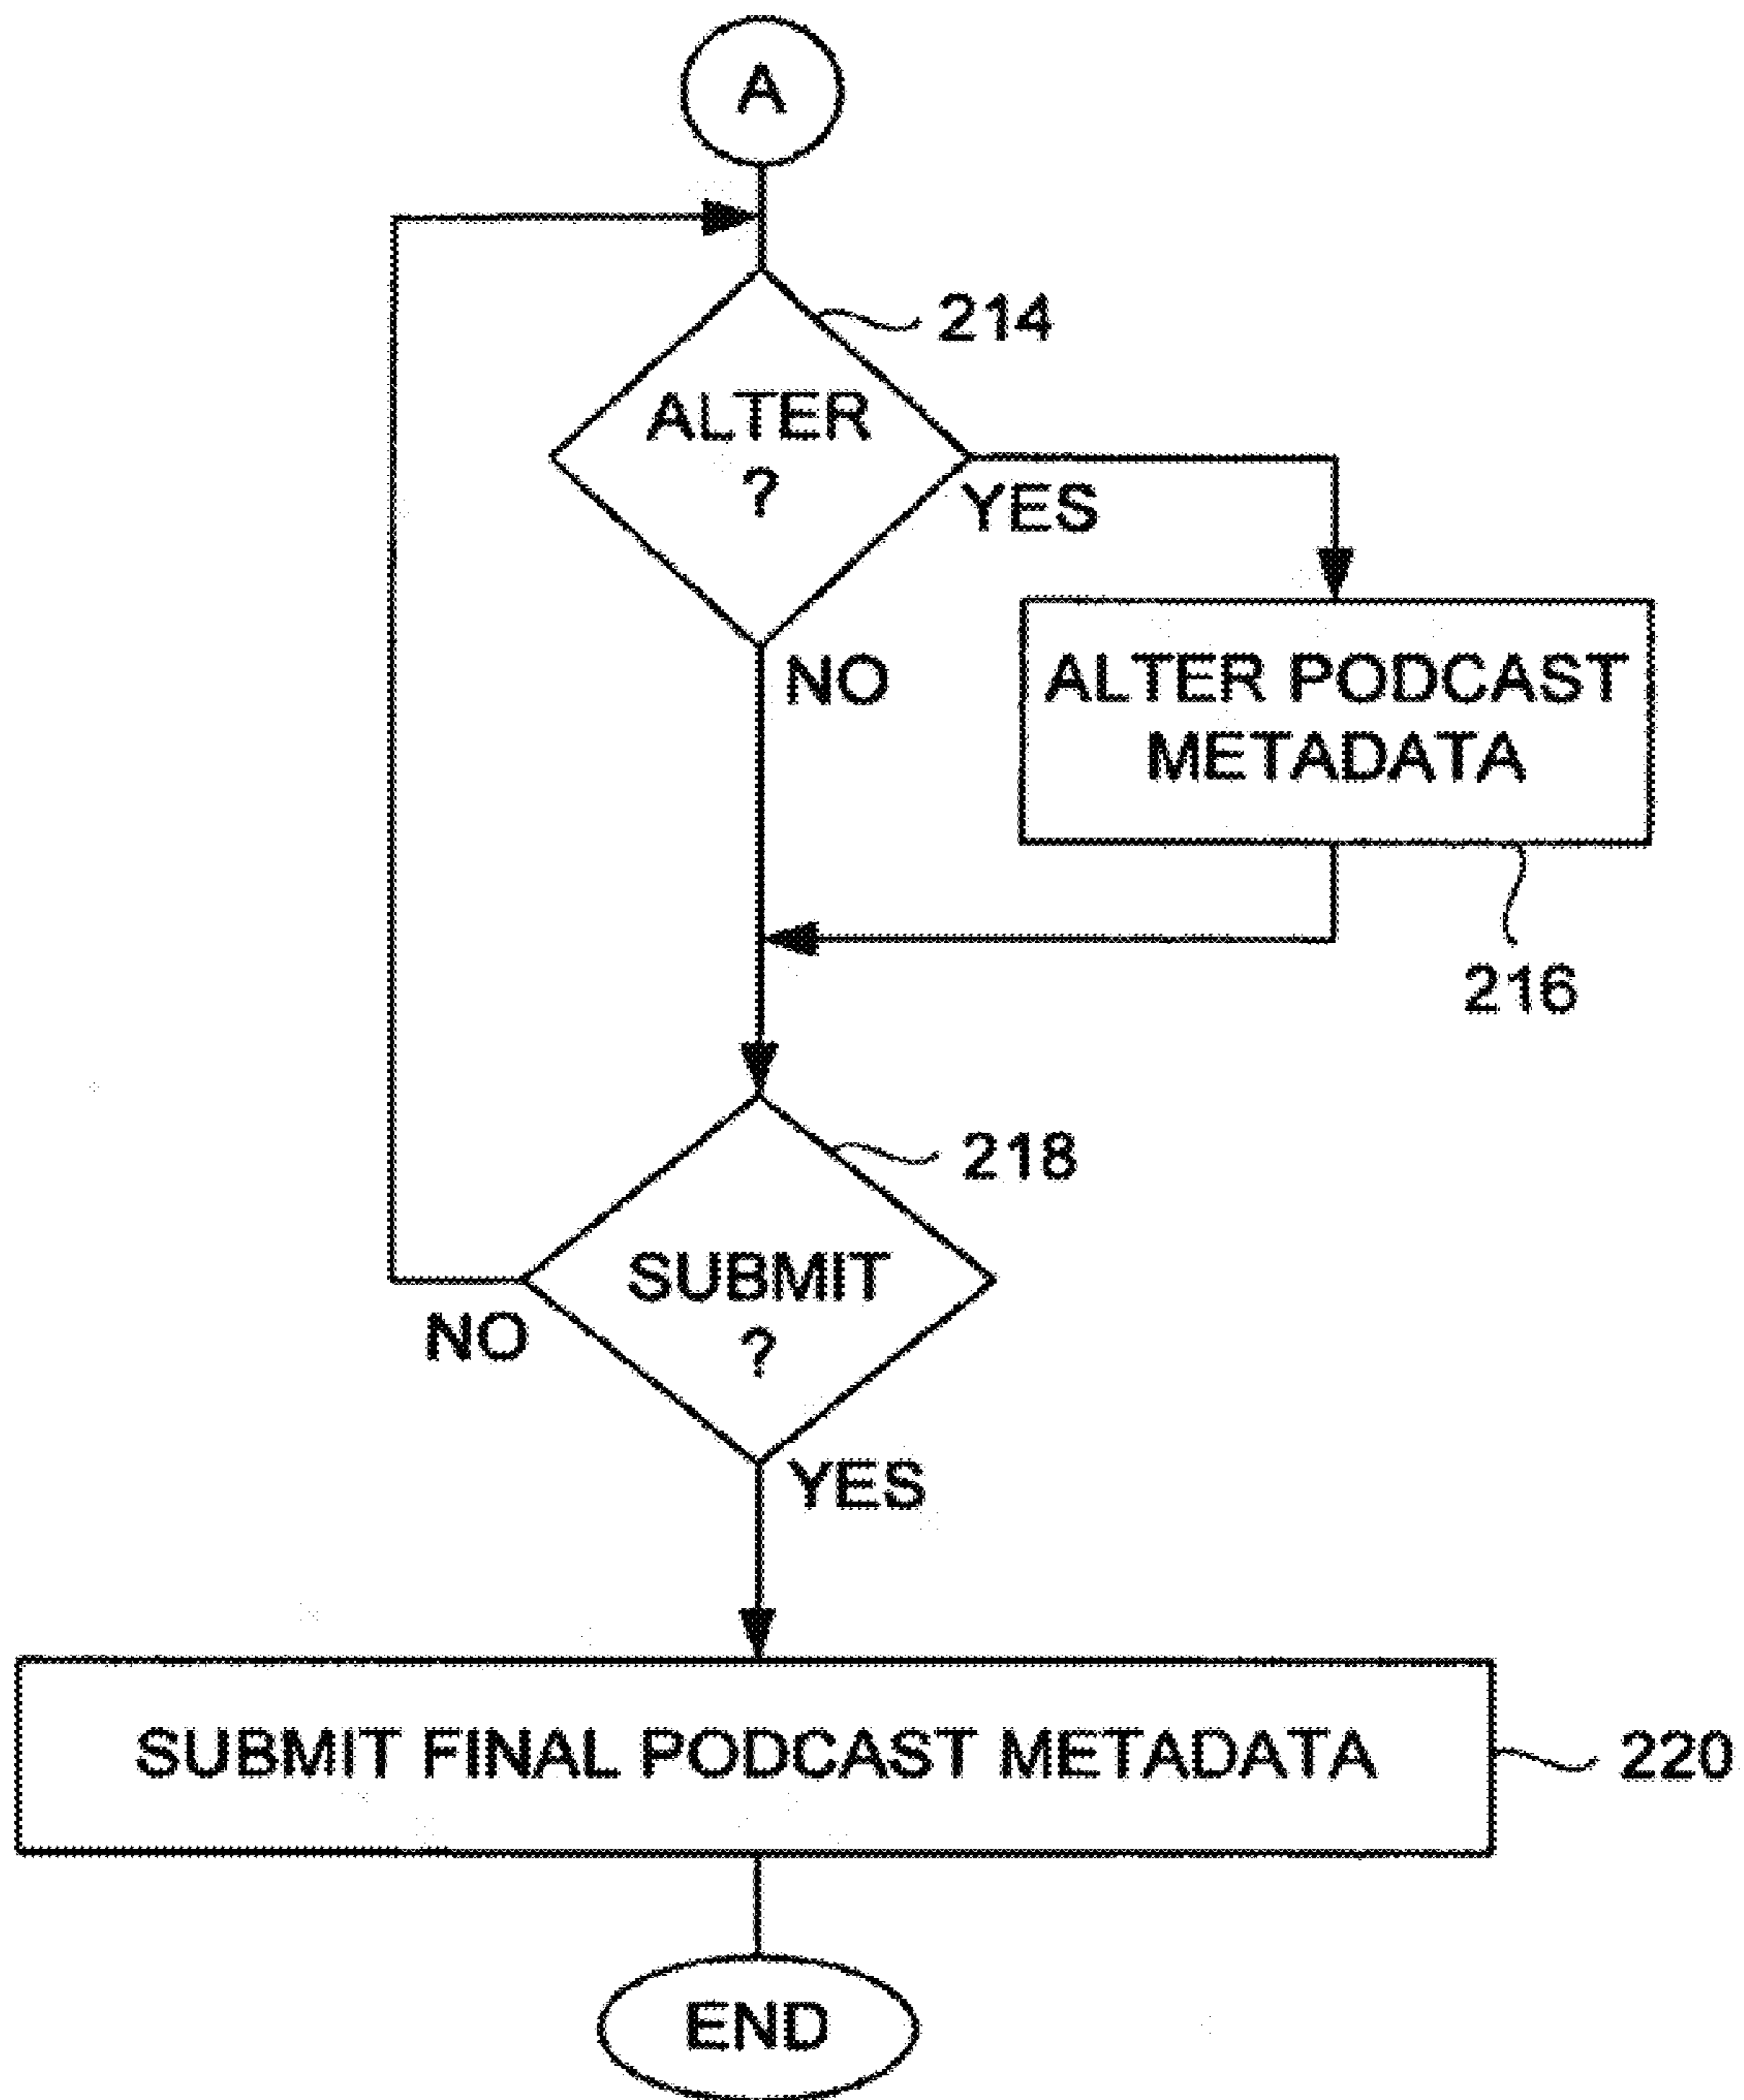 A
214
ALTER
?
YES
NO
ALTER PODCAST
METADATA
216
218
SUBMIT
?
NO
YES
SUBMIT FINAL PODCAST METADATA
220
END